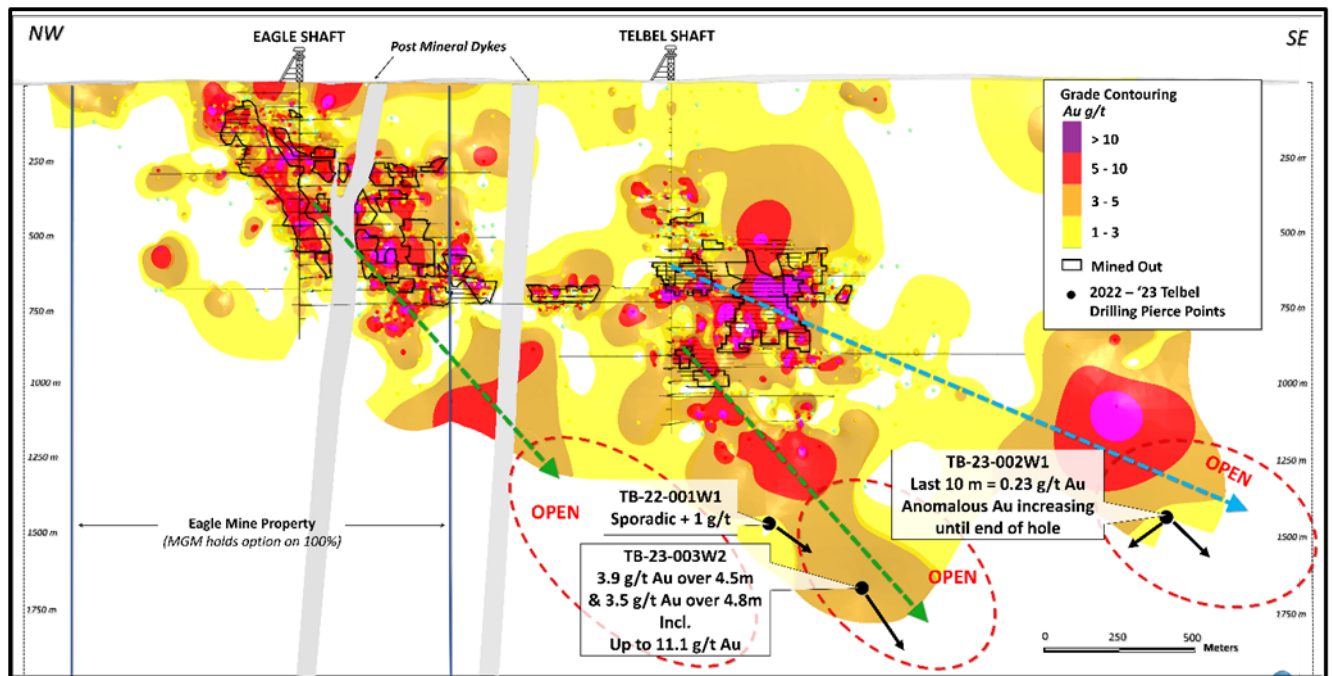 NW
EAGLE SHAFT
Post Mineral Dykes
TELBEL SHAFT
SE
Grade Contouring
Au g/t
> 10
5 - 10
3 - 5
1 - 3
Mined Out
2022 – ‘23 Telbel
Drilling Pierce Points
250 m
500 m
750 m
1000 m
1250 m
1500 m
1750 m
250 m
500 m
750 m
1000 m
1250 m
1500 m
1750 m
Eagle Mine Property
(MGM holds option on 100%)
OPEN
TB-22-001W1
Sporadic + 1 g/t
TB-23-003W2
3.9 g/t Au over 4.5m
& 3.5 g/t Au over 4.8m
Incl.
Up to 11.1 g/t Au
OPEN
TB-23-002W1
Last 10 m = 0.23 g/t Au
Anomalous Au increasing
until end of hole
OPEN
0 250 500
Meters